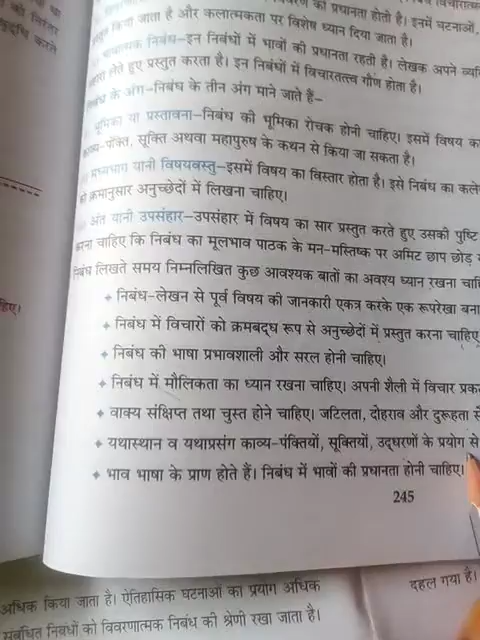 की प्रधानता होती है। इनमें घटनाओं,
किया जाता है और कलात्मकता पर विशेष ध्यान दिया जाता है।
निबंध–इन निबंधों में भावों की प्रधानता रहती है। लेखक अपने
लेते हुए प्रस्तुत करता है। इन निबंधों में विचारतत्त्व गौण होता है।
के अंग–निबंध के तीन अंग माने जाते हैं–
भूमिका या प्रस्तावना–निबंध की भूमिका रोचक होनी चाहिए। इसमें विषय
काव्य-पंक्ति, सूक्ति अथवा महापुरुष के कथन से किया जा सकता है।
मध्यभाग यानी विषयवस्तु–इसमें विषय का विस्तार होता है। इसे निबंध का
को क्रमानुसार अनुच्छेदों में लिखना चाहिए।
अंत यानी उपसंहार–उपसंहार में विषय का सार प्रस्तुत करते हुए उसकी पुष्टि
करना चाहिए कि निबंध का मूलभाव पाठक के मन-मस्तिष्क पर अमिट छाप छोड़
निबंध लिखते समय निम्नलिखित कुछ आवश्यक बातों का अवश्य ध्यान रखना
✦ निबंध-लेखन से पूर्व विषय की जानकारी एकत्र करके एक रूपरेखा
✦ निबंध में विचारों को क्रमबद्ध रूप से अनुच्छेदों में प्रस्तुत करना चाहिए
✦ निबंध की भाषा प्रभावशाली और सरल होनी चाहिए।
✦ निबंध में मौलिकता का ध्यान रखना चाहिए। अपनी शैली में विचार
✦ वाक्य संक्षिप्त तथा चुस्त होने चाहिए। जटिलता, दोहराव और दुरूहता से
✦ यथास्थान व यथाप्रसंग काव्य-पंक्तियों, सूक्तियों, उद्धरणों के प्रयोग से
✦ भाव भाषा के प्राण होते हैं। निबंध में भावों की प्रधानता होनी चाहिए।
245
अधिक किया जाता है। ऐतिहासिक घटनाओं का प्रयोग अधिक
दहल गया है।
संबंधित निबंधों को विवरणात्मक निबंध की श्रेणी रखा जाता है।